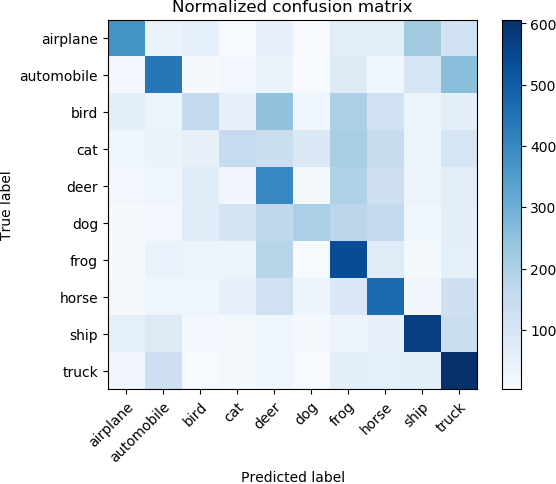 Normalized confusion matrix
True label
airplane
automobile
bird
cat
deer
dog
frog
horse
ship
truck
airplane
automobile
bird
cat
deer
dog
frog
horse
ship
truck
Predicted label
600
500
400
300
200
100